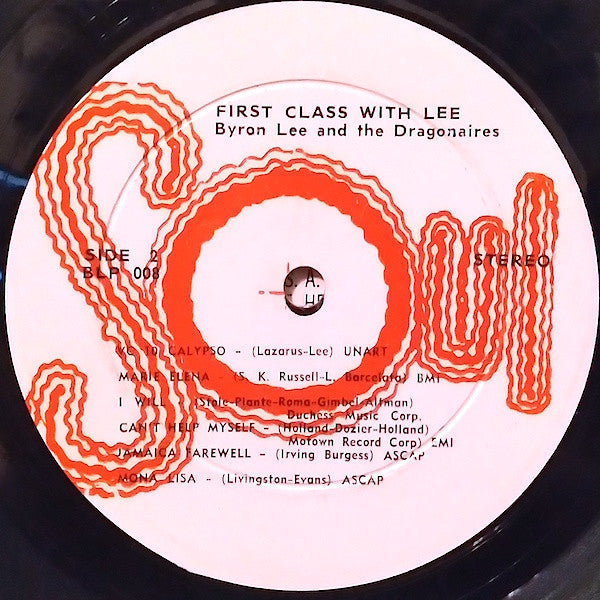 FIRST CLASS WITH LEE
Byron Lee and the Dragonaires
Soul
SIDE 2
BLP 008
STEREO
S. A.
VC 10 CALYPSO - (Lazarus-Lee) UNART
MARIE ELENA - (S. K. Russell-L. Barcelata) BMI
I WILL - (Stole-Plante-Roma-Gimbel-Altman)
Duchess Music Corp.
CAN'T HELP MYSELF - (Holland-Dozier-Holland)
Motown Record Corp) EMI
JAMAICA FAREWELL - (Irving Burgess) ASCAP
MONA LISA - (Livingston-Evans) ASCAP